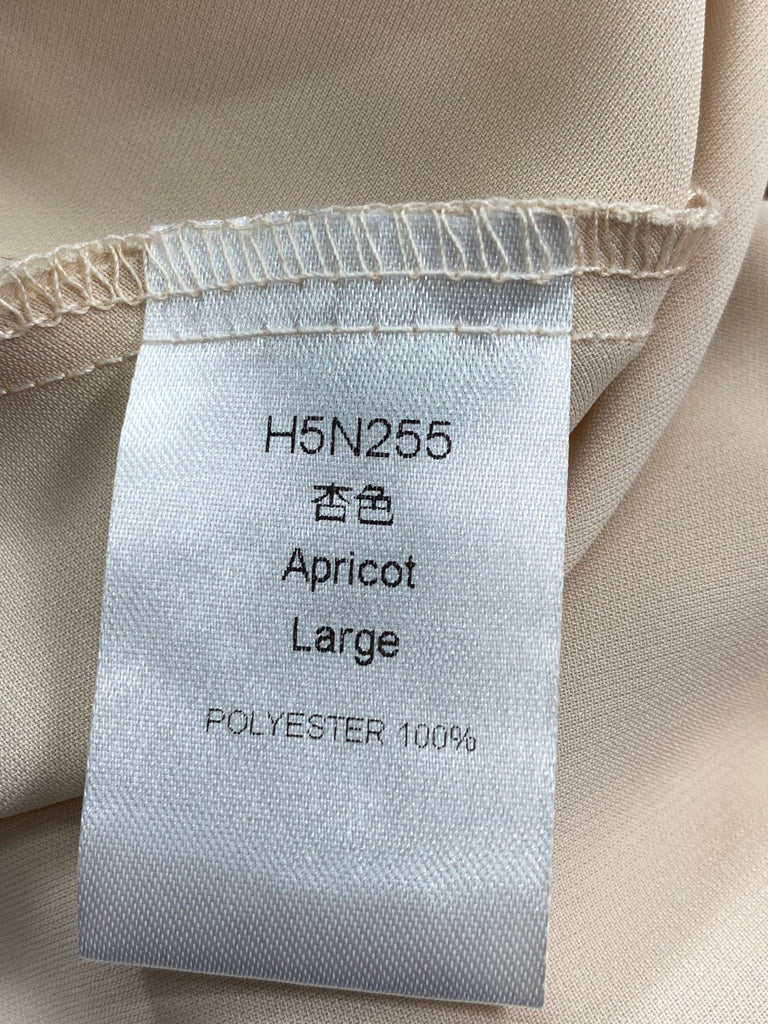 H5N255
杏色
Apricot
Large
POLYESTER 100%